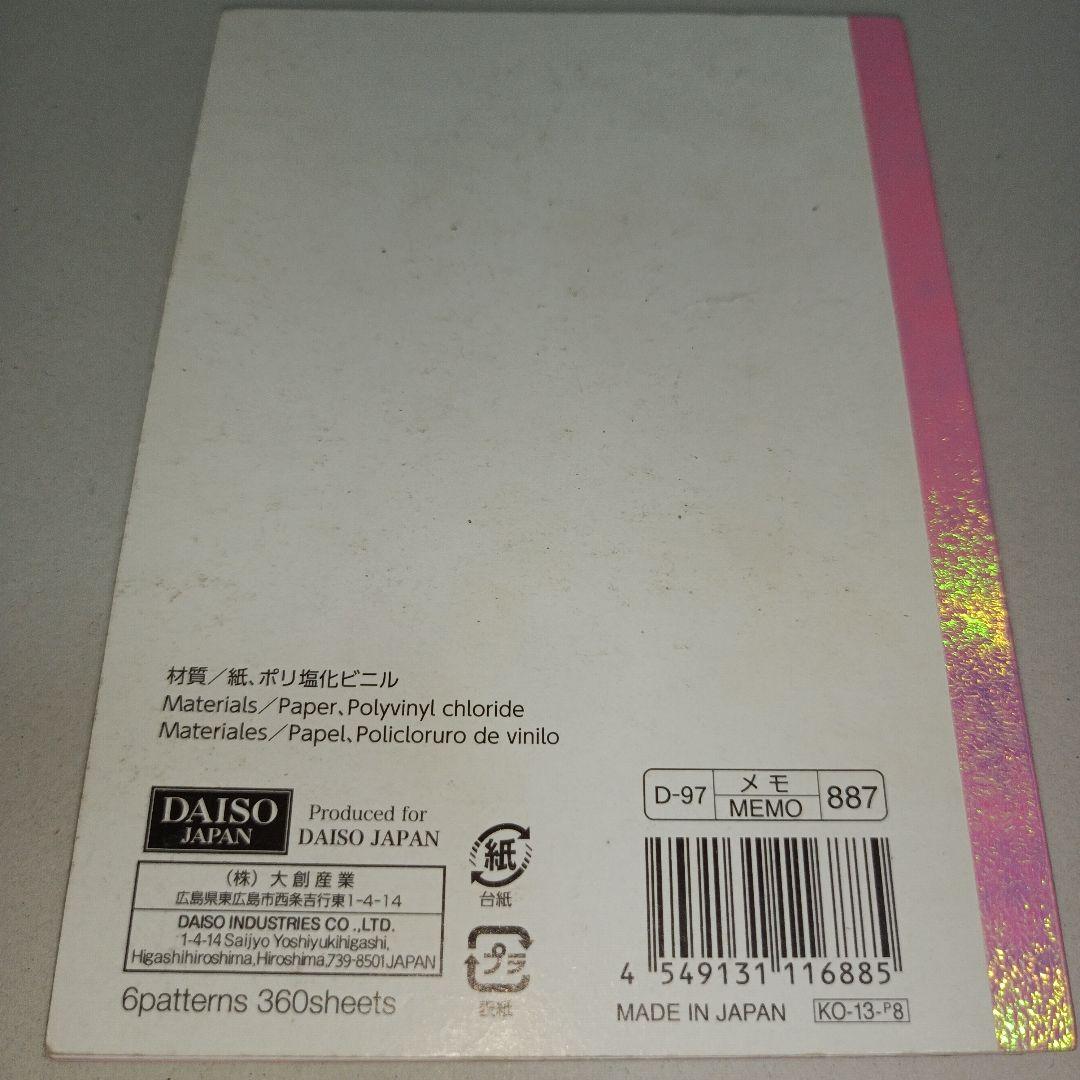 材質／紙、ポリ塩化ビニル
Materials／Paper、Polyvinyl chloride
Materiales／Papel、Policloruro de vinilo
DAISO
JAPAN
Produced for
DAISO JAPAN
（株）大創産業
広島県東広島市西条吉行東1-4-14
DAISO INDUSTRIES CO.,LTD.
1-4-14 Saijyo Yoshiyukihigashi,
Higashihiroshima,Hiroshima,739-8501 JAPAN
6patterns 360sheets
紙
台紙
プラ
表紙
D-97
メモ
MEMO
887
4 549131 116885
MADE IN JAPAN
KO-13-P8